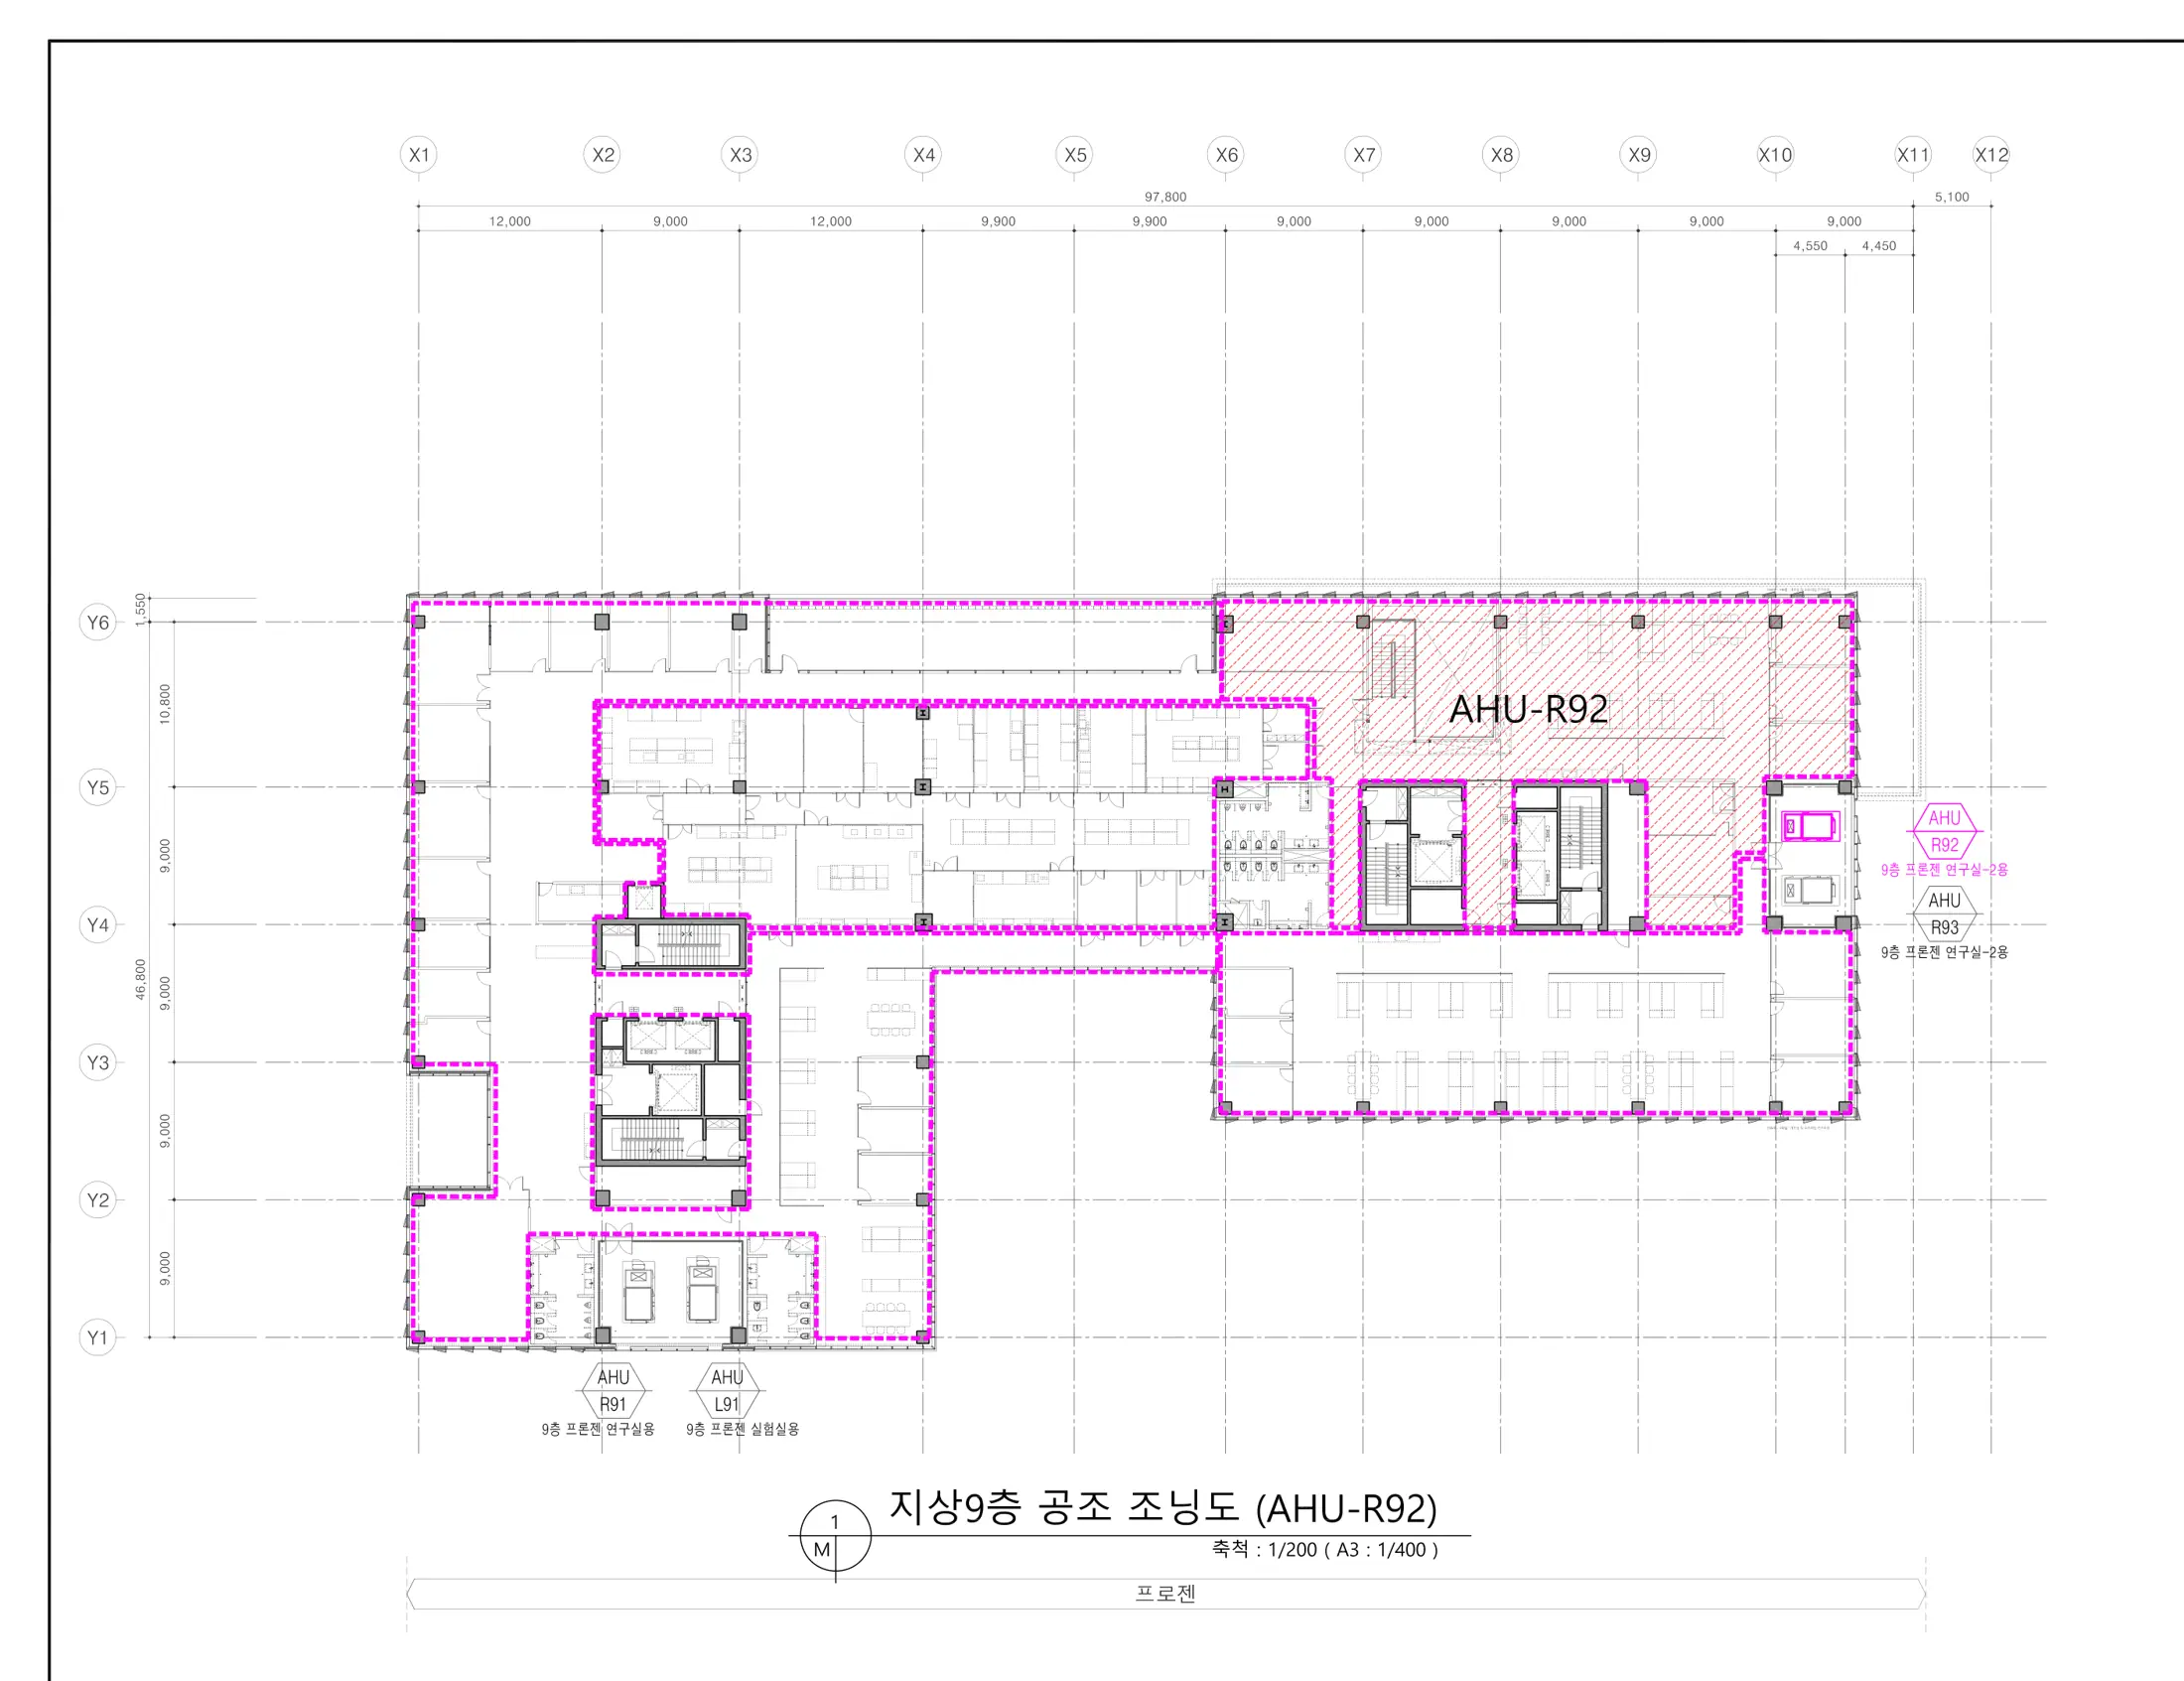 X1 X2 X3 X4 X5 X6 X7 X8 X9 X10 X11 X12
97,800 5,100
12,000 9,000 12,000 9,900 9,900 9,000 9,000 9,000 9,000 9,000
4,550 4,450
1,550
Y6
10,800
AHU-R92
Y5
9,000
AHU
R92
9층 프론젠 연구실-2용
AHU
R93
9층 프론젠 연구실-2용
Y4
46,800
9,000
Y3
9,000
Y2
9,000
Y1
AHU
R91
9층 프론젠 연구실용
AHU
L91
9층 프론젠 실험실용
1
M
지상9층 공조 조닝도 (AHU-R92)
축척 : 1/200 ( A3 : 1/400 )
프로젠